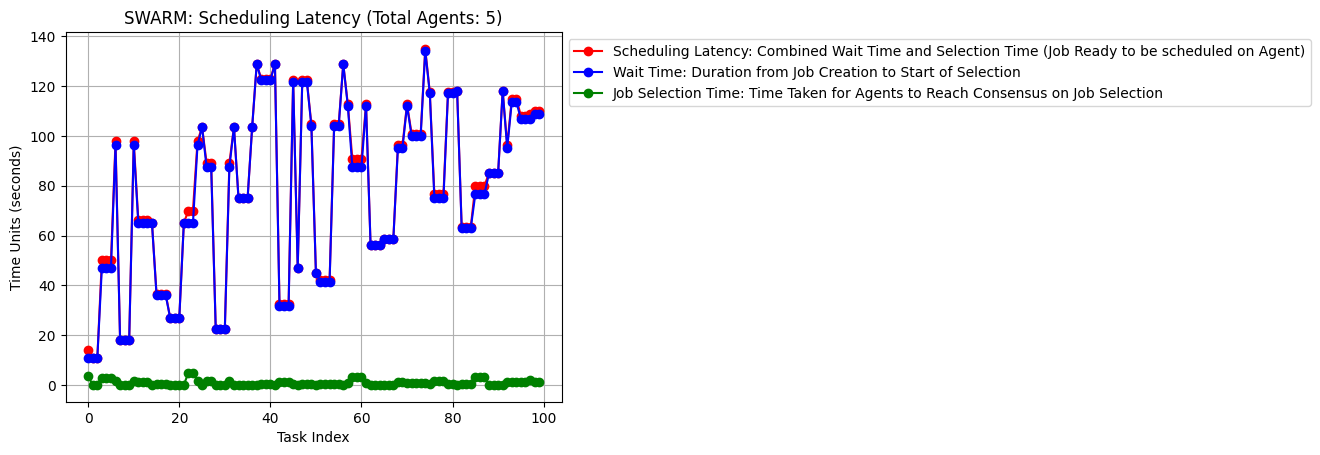 SWARM: Scheduling Latency (Total Agents: 5)
Scheduling Latency: Combined Wait Time and Selection Time (Job Ready to be scheduled on Agent)
Wait Time: Duration from Job Creation to Start of Selection
Job Selection Time: Time Taken for Agents to Reach Consensus on Job Selection
Time Units (seconds)
140
120
100
80
60
40
20
0
0 20 40 60 80 100
Task Index